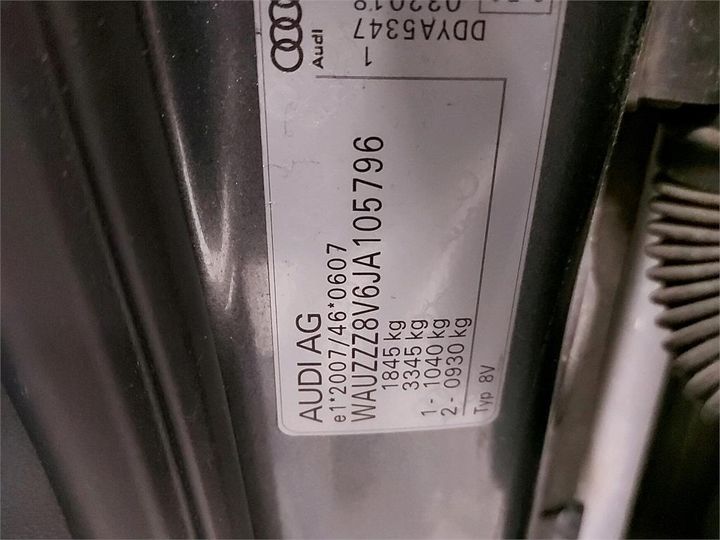 AUDI AG
e1*2007/46*0607
WAUZZZ8V6JA105796
1845 kg
3345 kg
1- 1040 kg
2- 0930 kg
Typ 8V
Audi
1
DDYA5347